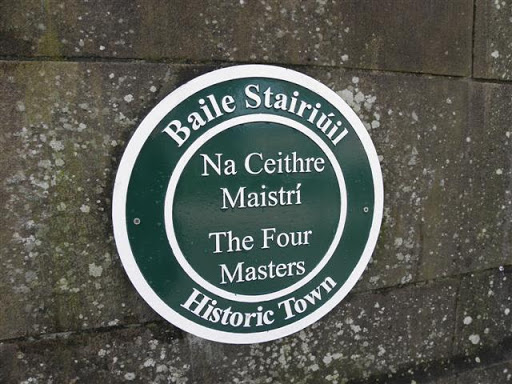 Baile Stairiúil
Na Ceithre
Maistrí
The Four
Masters
Historic Town